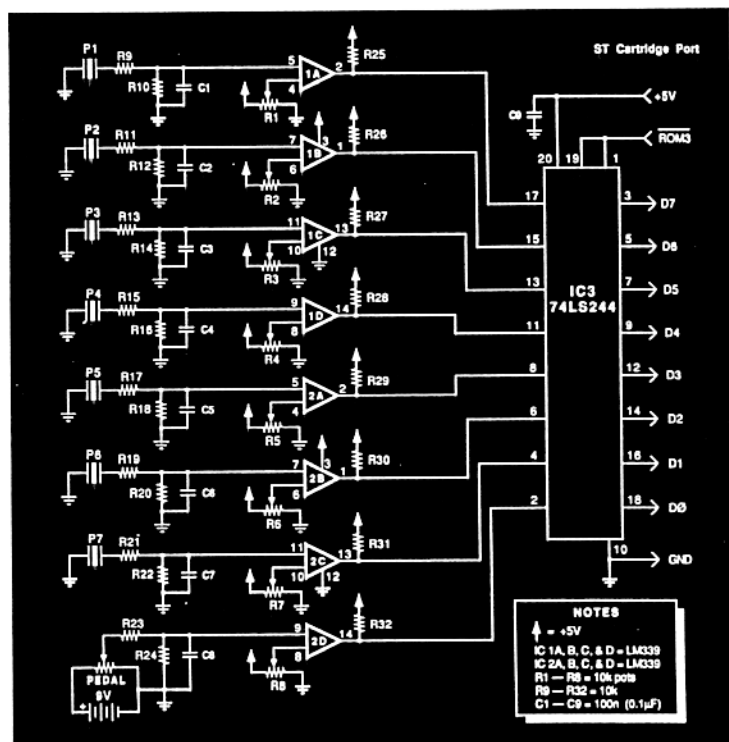 ST Cartridge Port
P1 R9 5 1A 2 R25
R10 C1 4 R1
C9 +5V
ROM3
20 19 1
P2 R11 7 1B 3 1 R26
R12 C2 6 R2
17 3 D7
15 5 D6
P3 R13 11 1C 13 R27
R14 C3 10 12 R3
13 7 D5
IC3
74LS244
P4 R15 9 1D 14 R28
R16 C4 8 R4
11 9 D4
P5 R17 5 2A 2 R29
R18 C5 4 R5
8 12 D3
6 14 D2
P6 R19 7 2B 3 1 R30
R20 C6 6 R6
4 16 D1
2 18 DØ
P7 R21 11 2C 13 R31
R22 C7 10 12 R7
10 GND
R23 9 2D 14 R32
R24 C8 8 R8
PEDAL
9V
+
NOTES
= +5V
IC 1A, B, C, & D = LM339
IC 2A, B, C, & D = LM339
R1 — R8 = 10k pots
R9 — R32 = 10k
C1 — C9 = 100n (0.1µF)